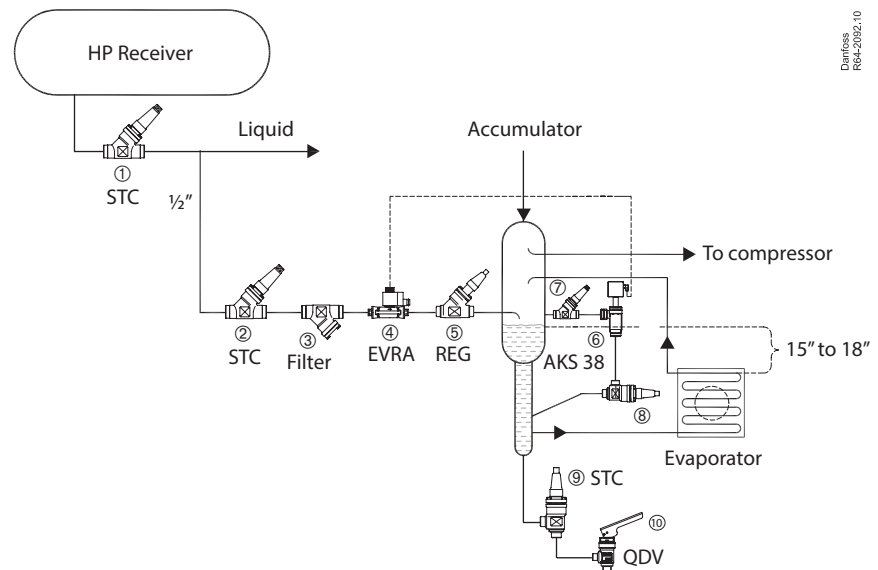 Danfoss
R64-2092.10
HP Receiver
①
STC
Liquid
½”
Accumulator
To compressor
②
STC
③
Filter
④
EVRA
⑤
REG
⑦
⑥
AKS 38
15” to 18”
⑧
Evaporator
⑨ STC
⑩
QDV